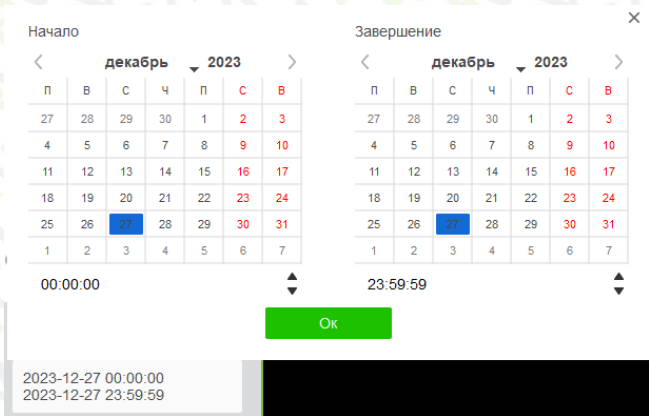 Начало
декабрь 2023
П В С Ч П С В
27 28 29 30 1 2 3
4 5 6 7 8 9 10
11 12 13 14 15 16 17
18 19 20 21 22 23 24
25 26 27 28 29 30 31
1 2 3 4 5 6 7
00:00:00
Завершение
декабрь 2023
П В С Ч П С В
27 28 29 30 1 2 3
4 5 6 7 8 9 10
11 12 13 14 15 16 17
18 19 20 21 22 23 24
25 26 27 28 29 30 31
1 2 3 4 5 6 7
23:59:59
Ок
2023-12-27 00:00:00
2023-12-27 23:59:59